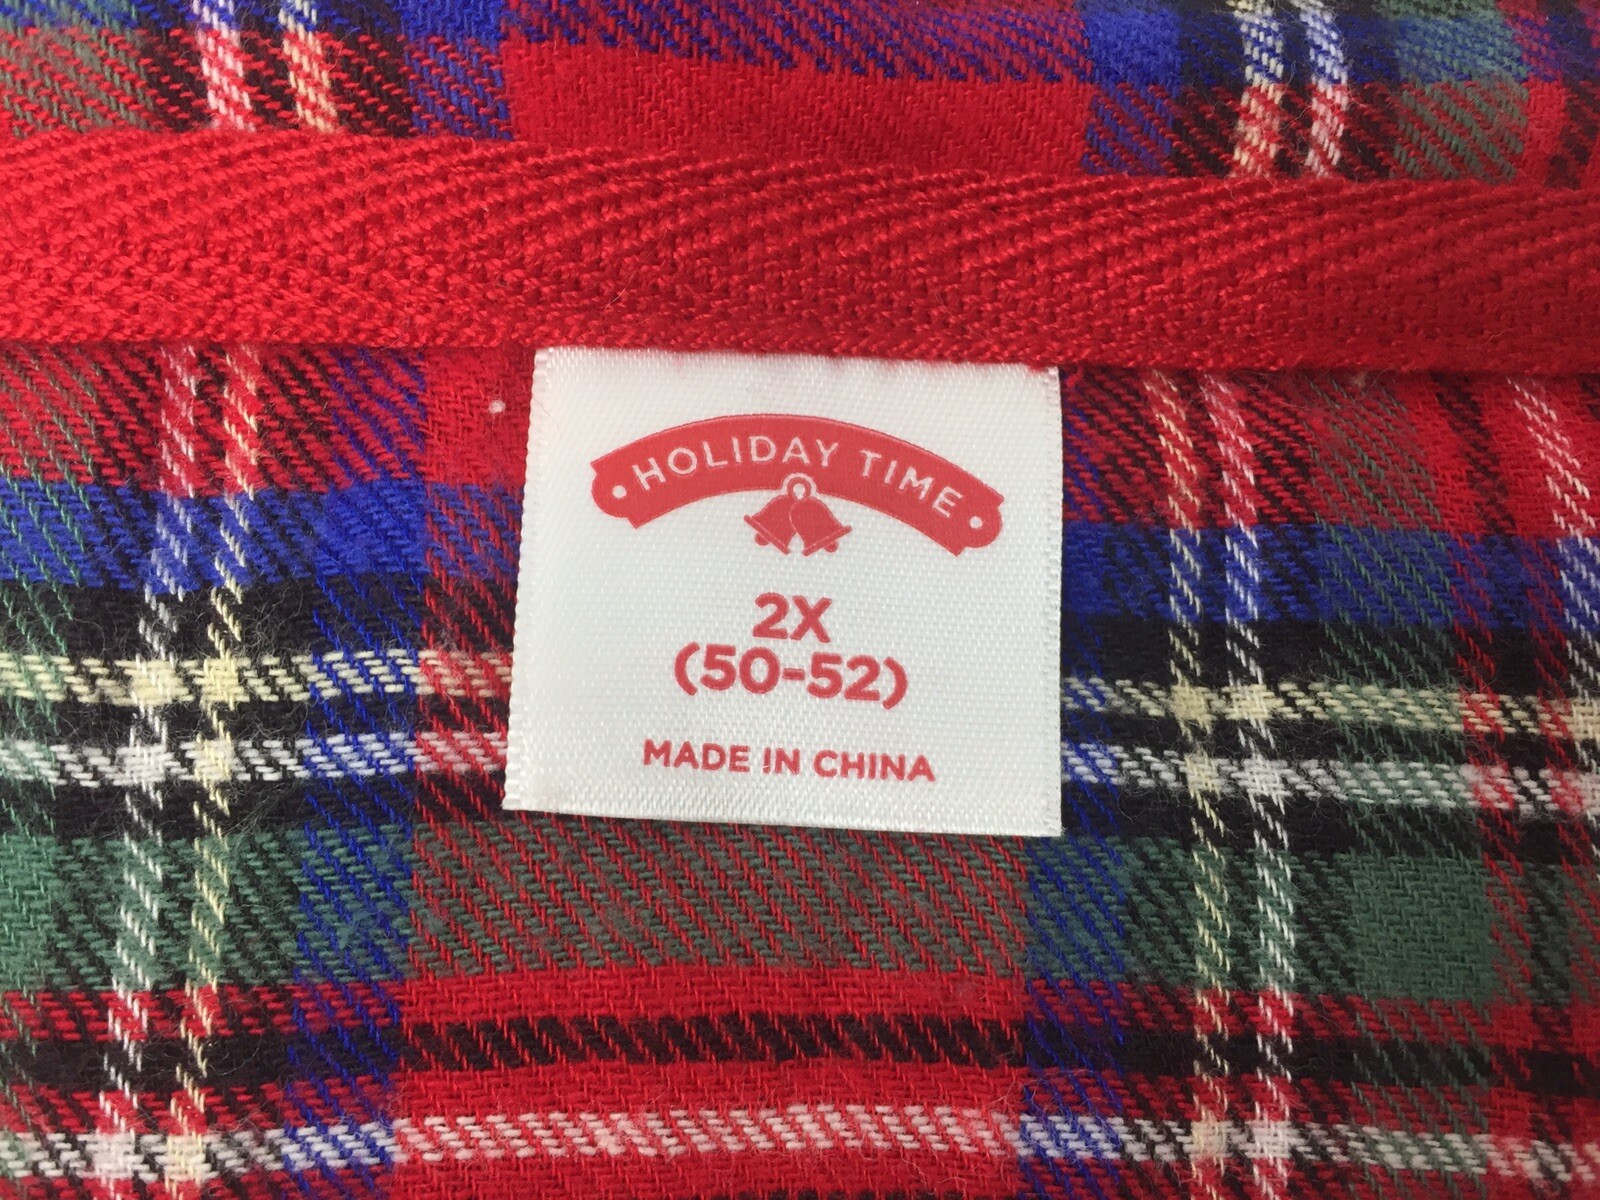 HOLIDAY TIME
2X
(50-52)
MADE IN CHINA